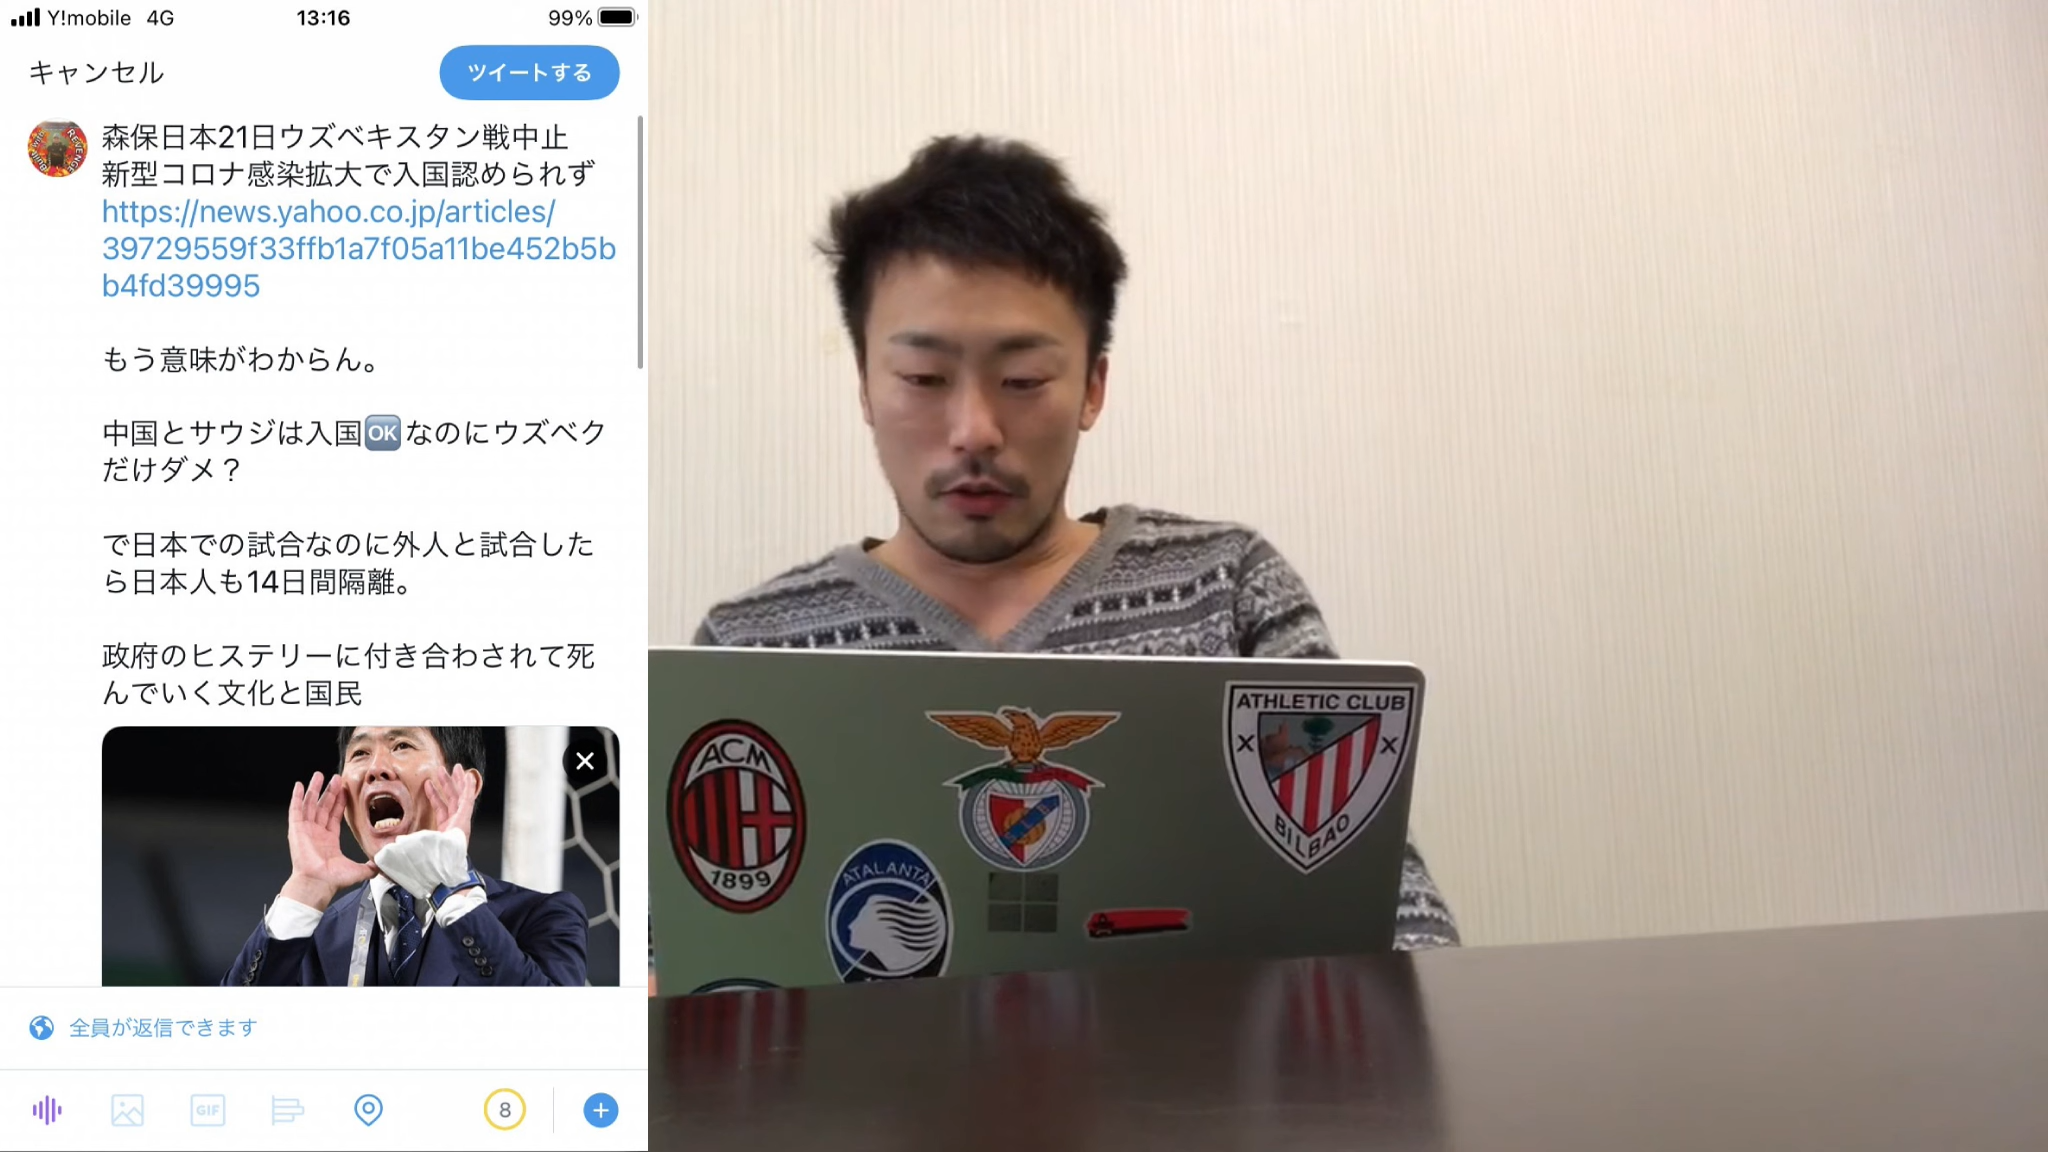 Y!mobile 4G 13:16 99%
キャンセル ツイートする
森保日本21日ウズベキスタン戦中止
新型コロナ感染拡大で入国認められず
https://news.yahoo.co.jp/articles/
39729559f33ffb1a7f05a11be452b5b
b4fd39995
もう意味がわからん。
中国とサウジは入国🆗なのにウズベク
だけダメ？
で日本での試合なのに外人と試合した
ら日本人も14日間隔離。
政府のヒステリーに付き合わされて死
んでいく文化と国民
全員が返信できます
GIF
8
ACM
1899
ATALANTA
ATHLETIC CLUB
BILBAO